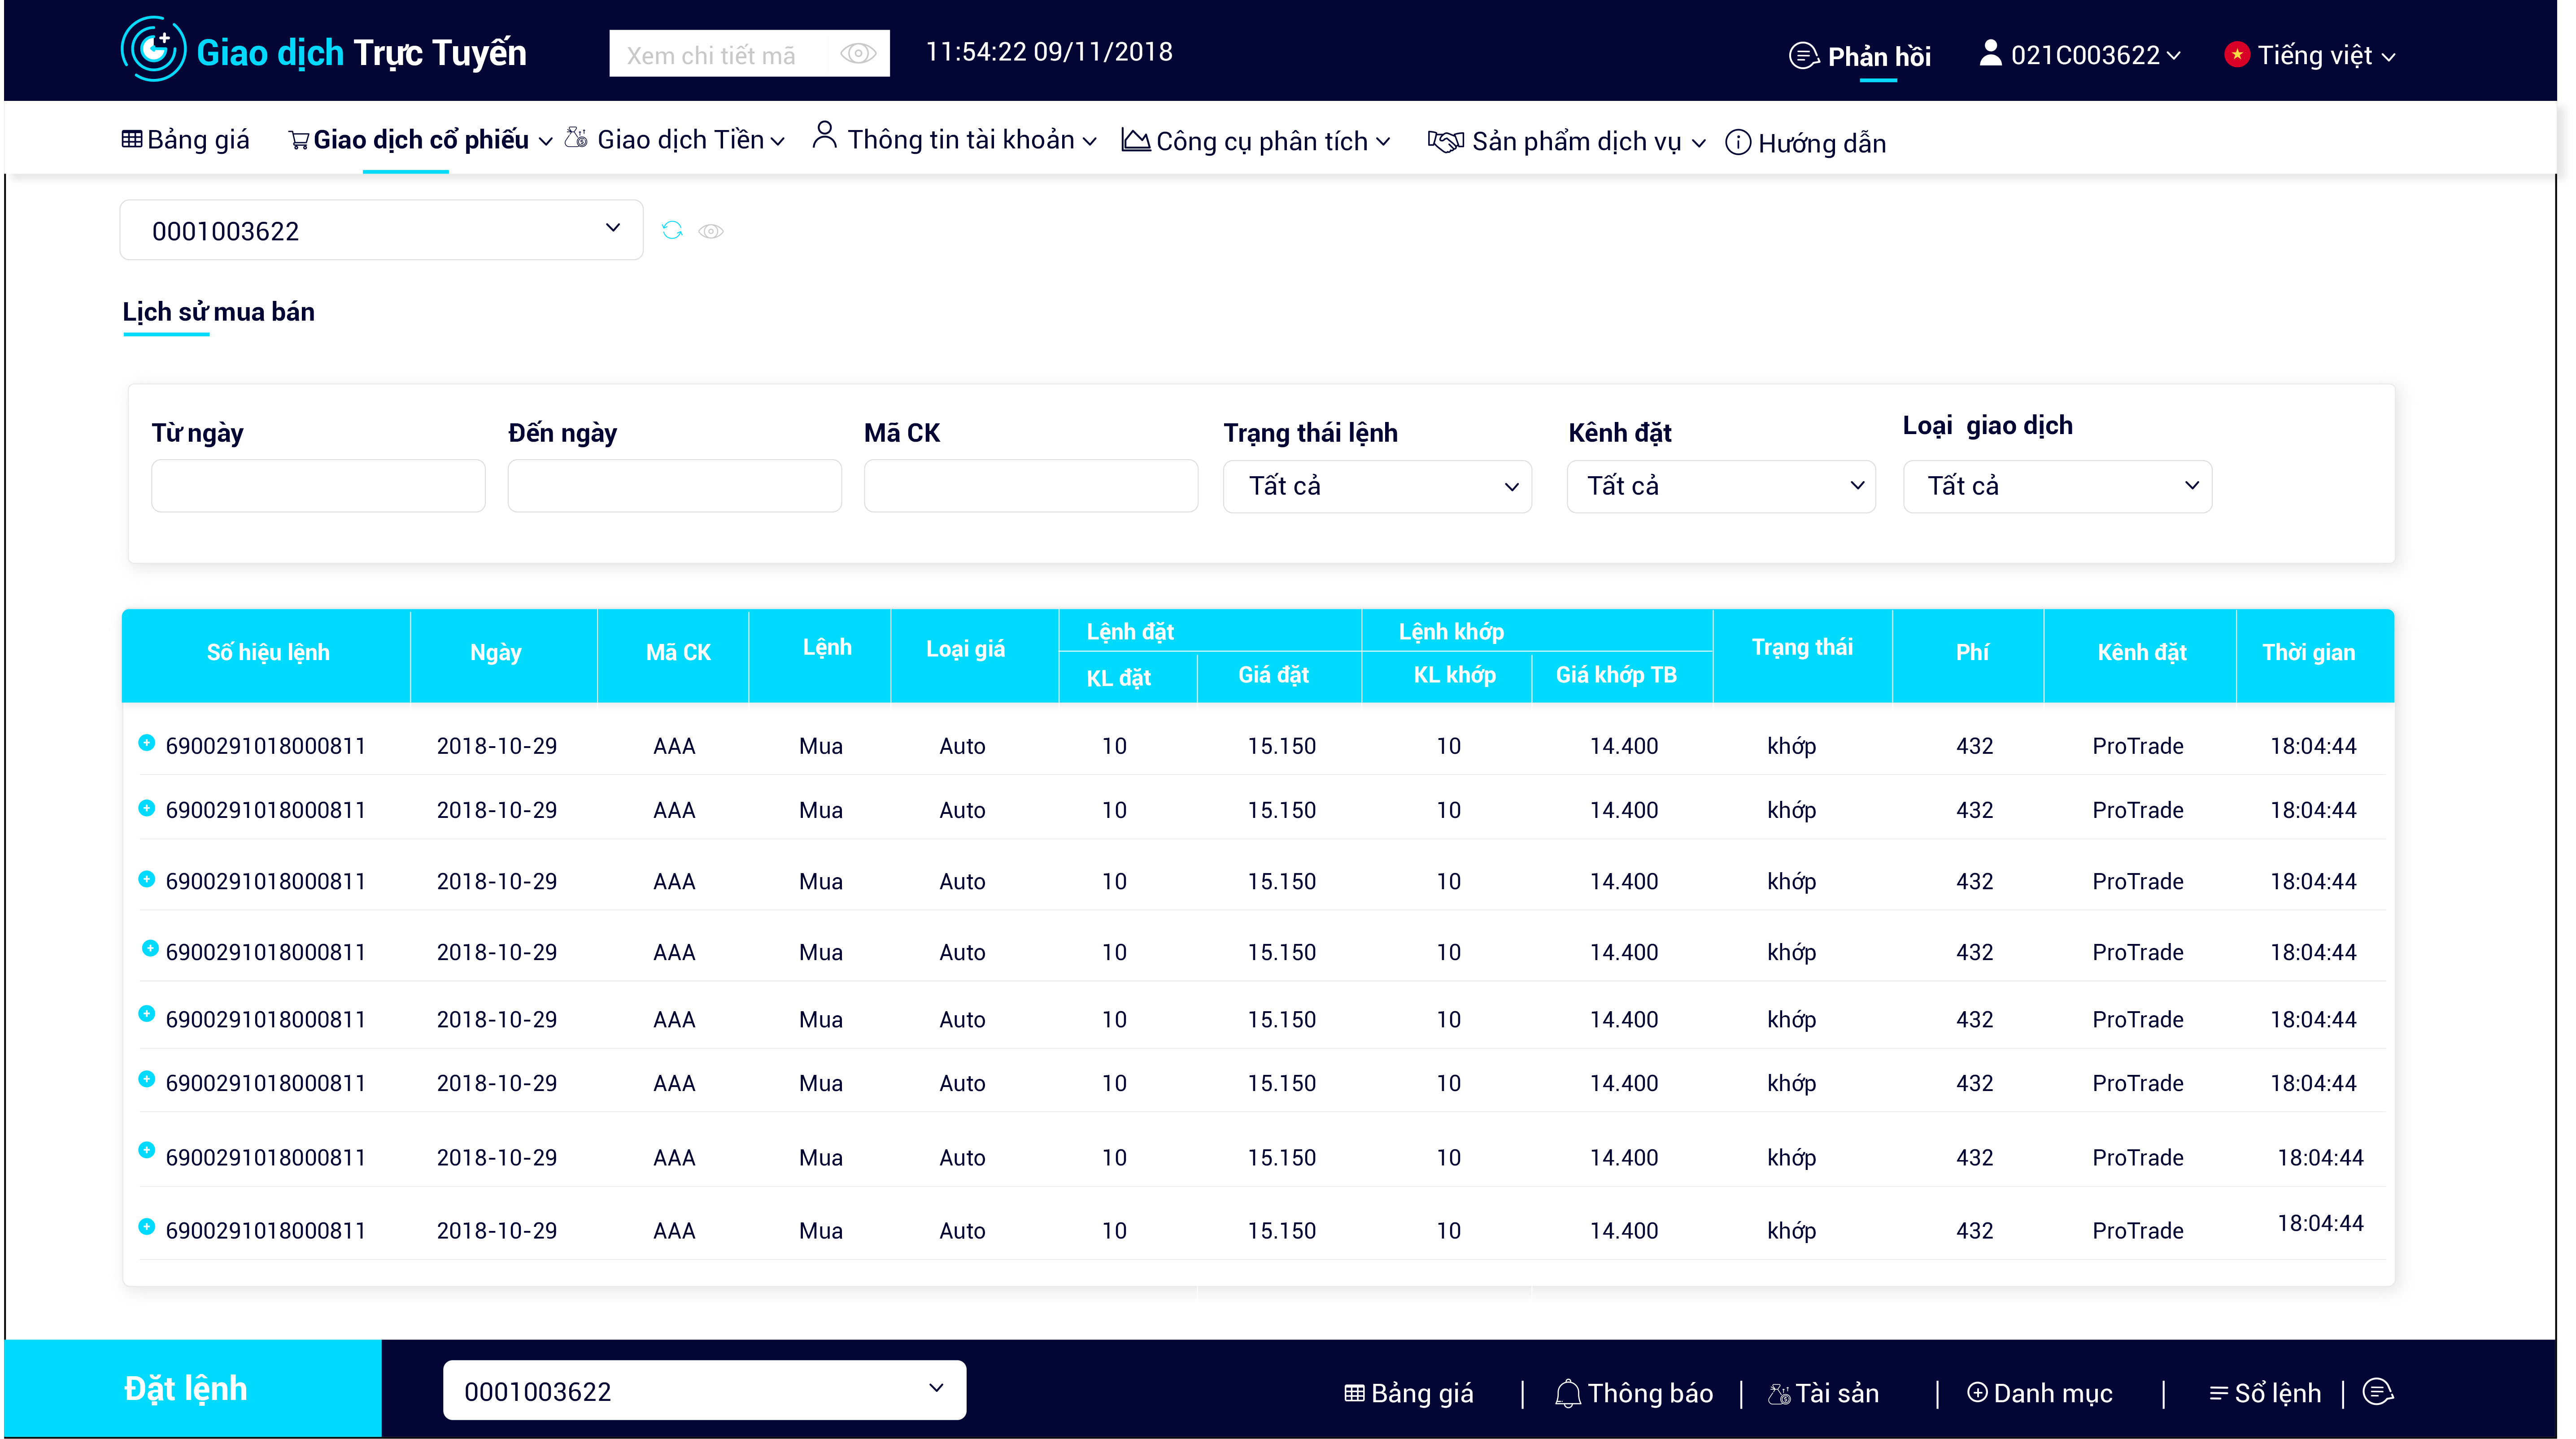 Giao dịch Trực Tuyến Xem chi tiết mã 11:54:22 09/11/2018 Phản hồi 021C003622 Tiếng việt
Bảng giá Giao dịch cổ phiếu Giao dịch Tiền Thông tin tài khoản Công cụ phân tích Sản phẩm dịch vụ Hướng dẫn
0001003622
Lịch sử mua bán
Từ ngày Đến ngày Mã CK Trạng thái lệnh Kênh đặt Loại giao dịch
Tất cả Tất cả Tất cả
Lệnh đặt Lệnh khớp
Số hiệu lệnh Ngày Mã CK Lệnh Loại giá KL đặt Giá đặt KL khớp Giá khớp TB Trạng thái Phí Kênh đặt Thời gian
6900291018000811 2018-10-29 AAA Mua Auto 10 15.150 10 14.400 khớp 432 ProTrade 18:04:44
6900291018000811 2018-10-29 AAA Mua Auto 10 15.150 10 14.400 khớp 432 ProTrade 18:04:44
6900291018000811 2018-10-29 AAA Mua Auto 10 15.150 10 14.400 khớp 432 ProTrade 18:04:44
6900291018000811 2018-10-29 AAA Mua Auto 10 15.150 10 14.400 khớp 432 ProTrade 18:04:44
6900291018000811 2018-10-29 AAA Mua Auto 10 15.150 10 14.400 khớp 432 ProTrade 18:04:44
6900291018000811 2018-10-29 AAA Mua Auto 10 15.150 10 14.400 khớp 432 ProTrade 18:04:44
6900291018000811 2018-10-29 AAA Mua Auto 10 15.150 10 14.400 khớp 432 ProTrade 18:04:44
6900291018000811 2018-10-29 AAA Mua Auto 10 15.150 10 14.400 khớp 432 ProTrade 18:04:44
Đặt lệnh 0001003622 Bảng giá | Thông báo | Tài sản | Danh mục | Sổ lệnh |